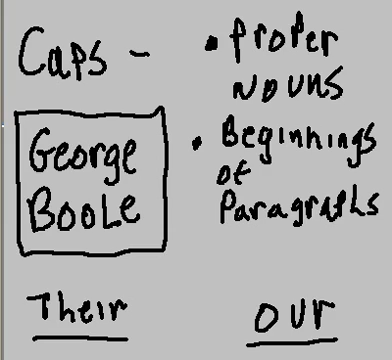 Caps -
George
Boole
Their
• Proper
Nouns
• Beginnings
of
Paragraphs
our